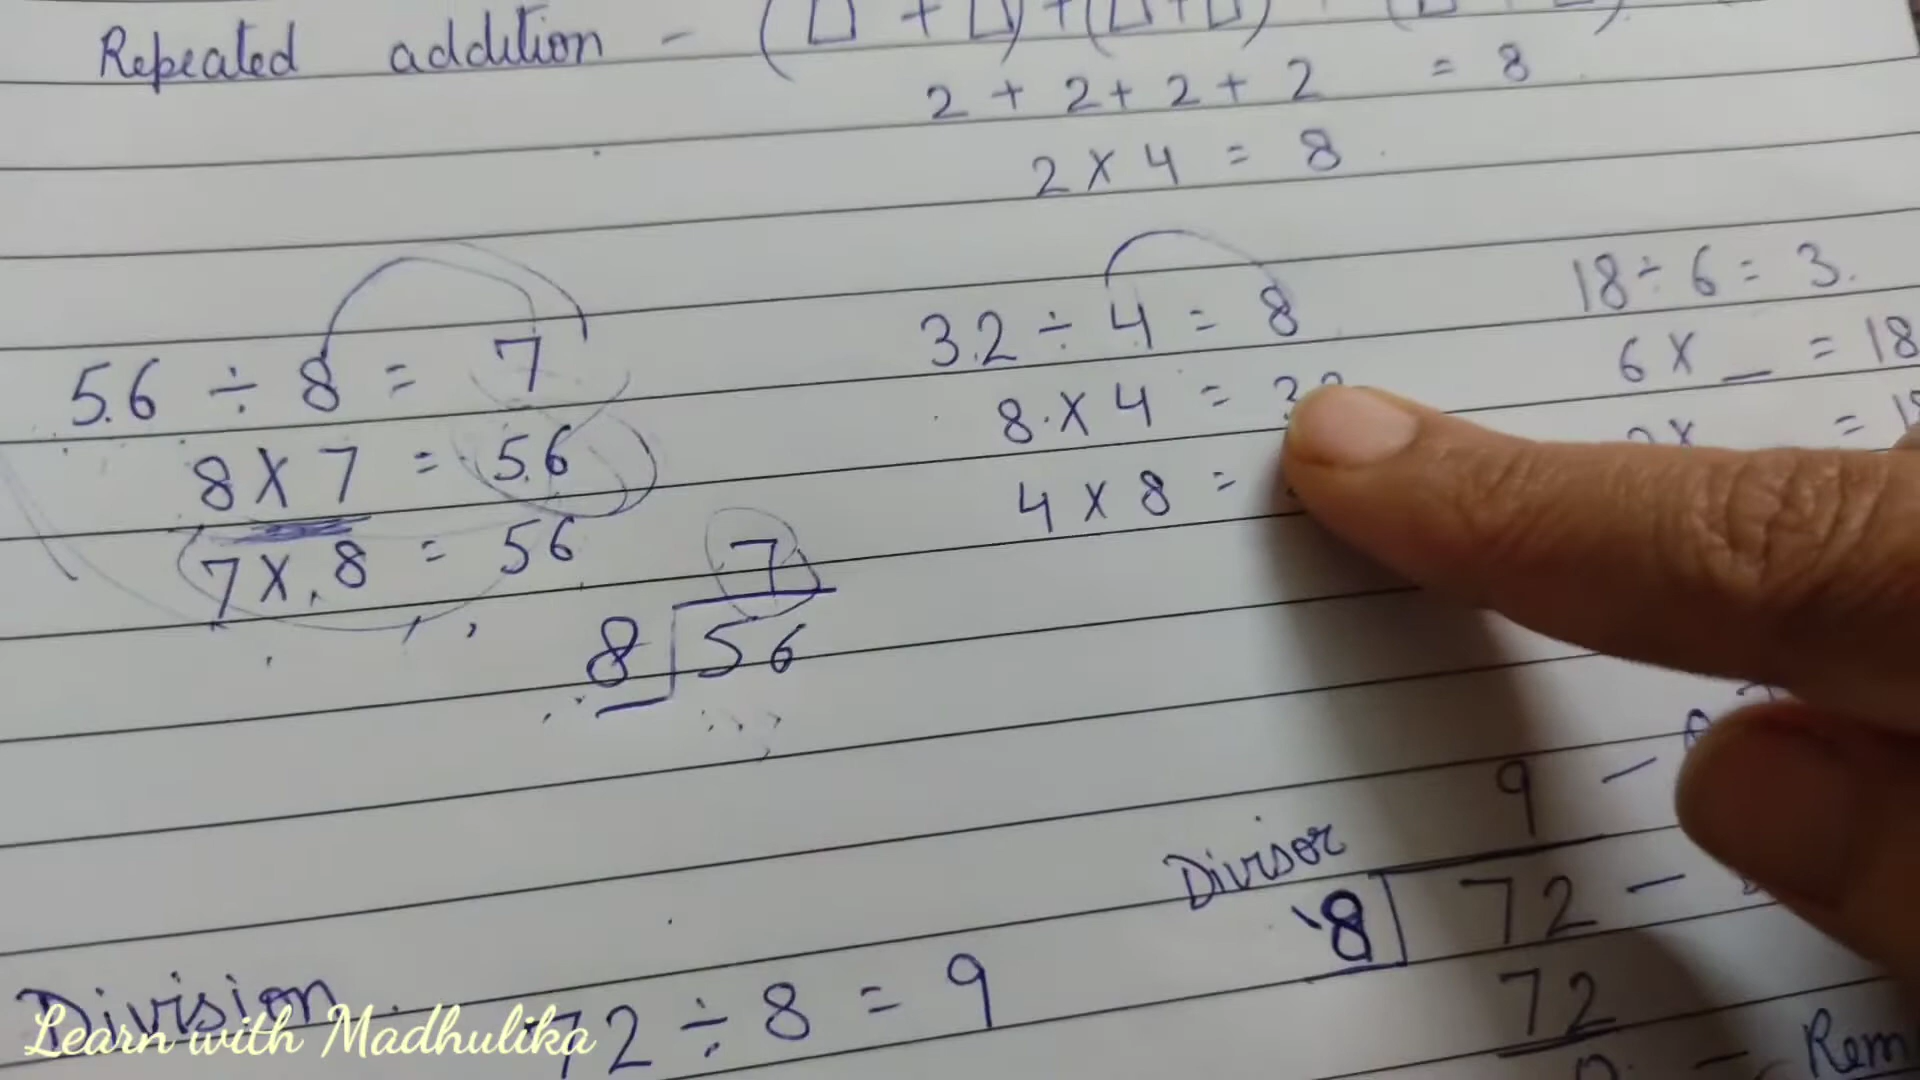 Repeated addition - (□ + □) + (□ + □)
2 + 2 + 2 + 2 = 8
2 x 4 = 8
56 ÷ 8 = 7
8 x 7 = 56
7 x 8 = 56
7
8 56
32 ÷ 4 = 8
8 x 4 =
4 x 8 =
18 ÷ 6 = 3
6 x _ = 18
Division
72 ÷ 8 = 9
Divisor
9 -
8 72 -
72
- Rem
Learn with Madhulika